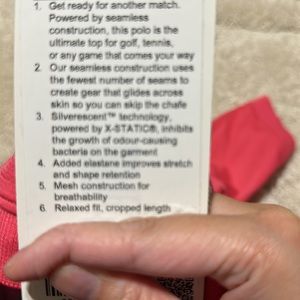 1. Get ready for another match.
Powered by seamless
construction, this polo is the
ultimate top for golf, tennis,
or any game that comes your way
2. Our seamless construction uses
the fewest number of seams to
create gear that glides across
skin so you can skip the chafe
3. Silverescent™ technology,
powered by X-STATIC®, inhibits
the growth of odour-causing
bacteria on the garment
4. Added elastane improves stretch
and shape retention
5. Mesh construction for
breathability
6. Relaxed fit, cropped length